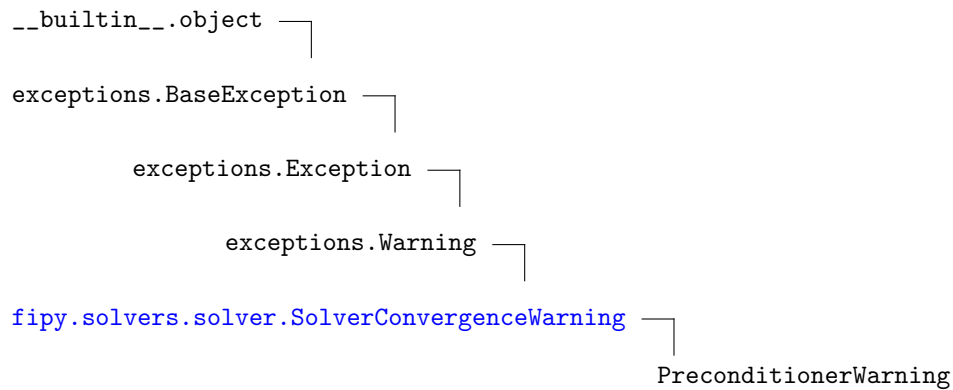 __builtin__.object
exceptions.BaseException
exceptions.Exception
exceptions.Warning
fipy.solvers.solver.SolverConvergenceWarning
PreconditionerWarning